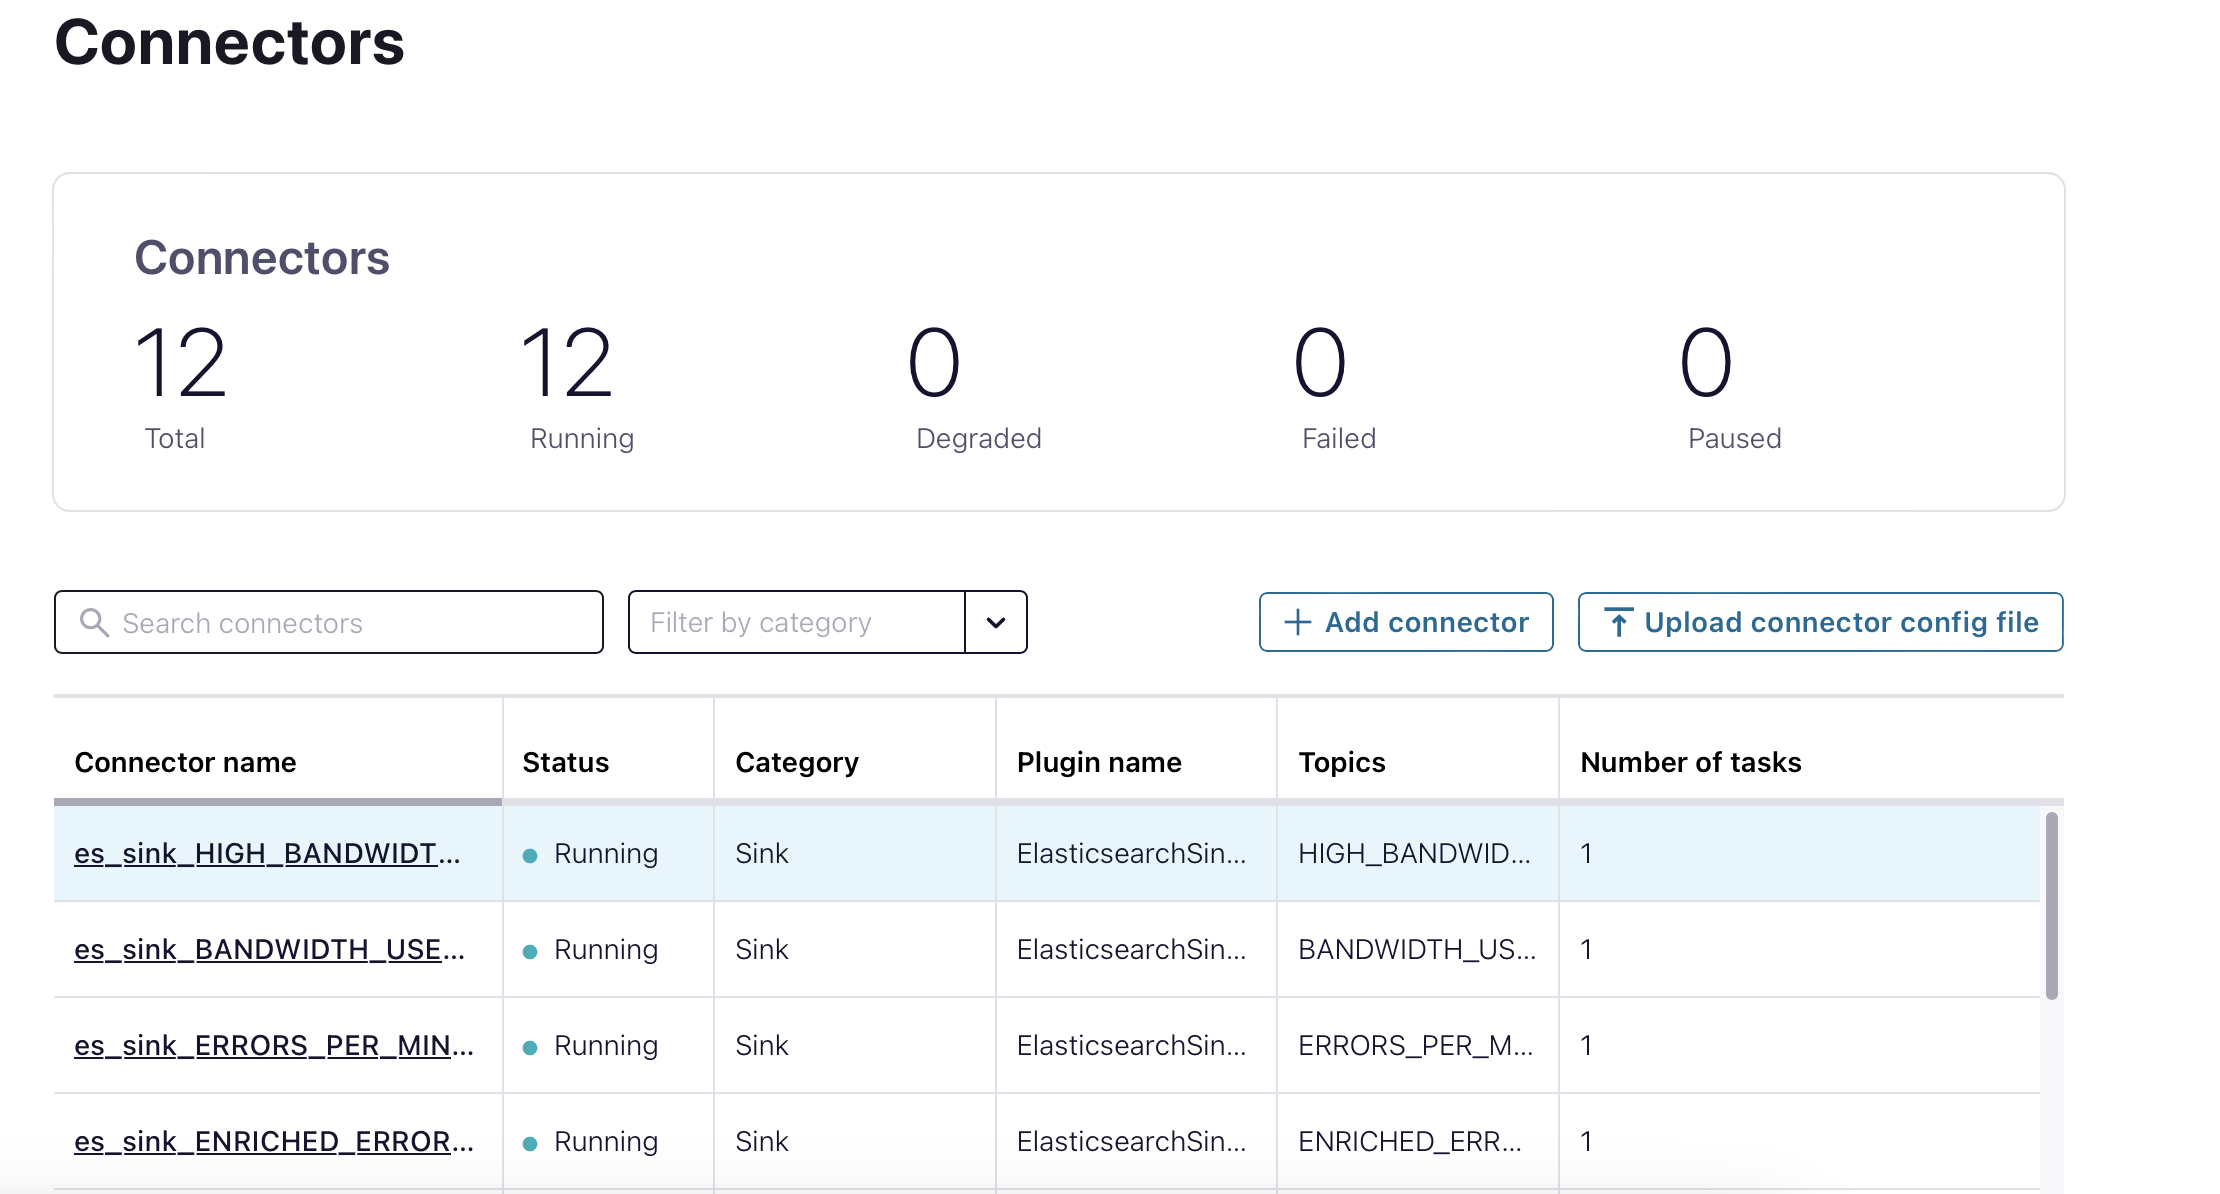 Connectors
Connectors
12 12 0 0 0
Total Running Degraded Failed Paused
Search connectors Filter by category Add connector Upload connector config file
Connector name Status Category Plugin name Topics Number of tasks
es_sink_HIGH_BANDWIDT... Running Sink ElasticsearchSin... HIGH_BANDWID... 1
es_sink_BANDWIDTH_USE... Running Sink ElasticsearchSin... BANDWIDTH_US... 1
es_sink_ERRORS_PER_MIN... Running Sink ElasticsearchSin... ERRORS_PER_M... 1
es_sink_ENRICHED_ERROR... Running Sink ElasticsearchSin... ENRICHED_ERR... 1